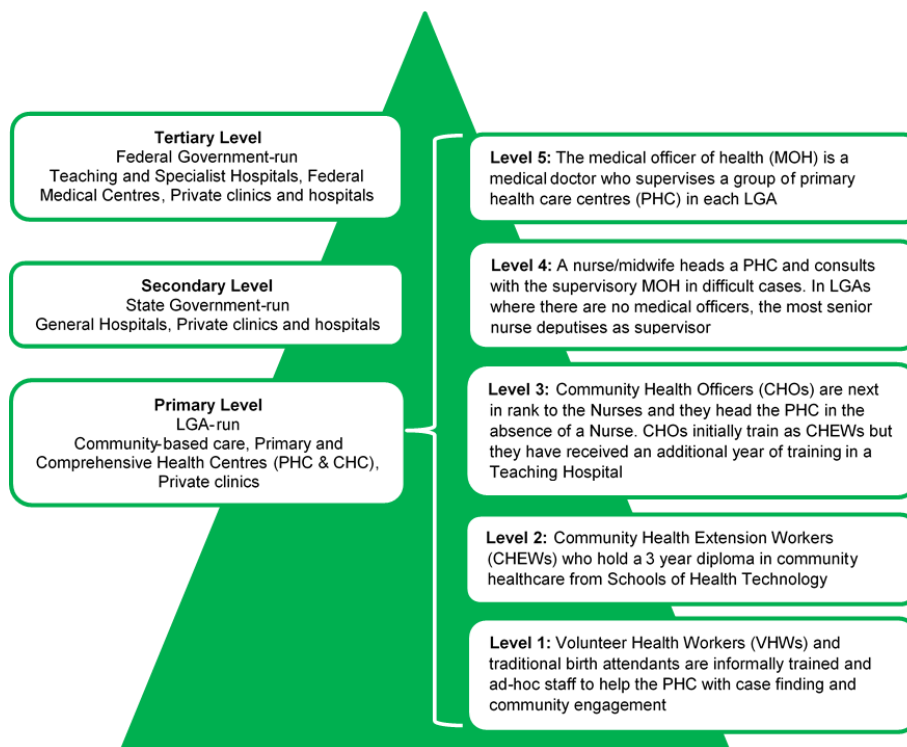 Tertiary Level
Federal Government-run
Teaching and Specialist Hospitals, Federal
Medical Centres, Private clinics and hospitals
Secondary Level
State Government-run
General Hospitals, Private clinics and hospitals
Primary Level
LGA-run
Community-based care, Primary and
Comprehensive Health Centres (PHC & CHC),
Private clinics
Level 5: The medical officer of health (MOH) is a
medical doctor who supervises a group of primary
health care centres (PHC) in each LGA
Level 4: A nurse/midwife heads a PHC and consults
with the supervisory MOH in difficult cases. In LGAs
where there are no medical officers, the most senior
nurse deputises as supervisor
Level 3: Community Health Officers (CHOs) are next
in rank to the Nurses and they head the PHC in the
absence of a Nurse. CHOs initially train as CHEWs but
they have received an additional year of training in a
Teaching Hospital
Level 2: Community Health Extension Workers
(CHEWs) who hold a 3 year diploma in community
healthcare from Schools of Health Technology
Level 1: Volunteer Health Workers (VHWs) and
traditional birth attendants are informally trained and
ad-hoc staff to help the PHC with case finding and
community engagement